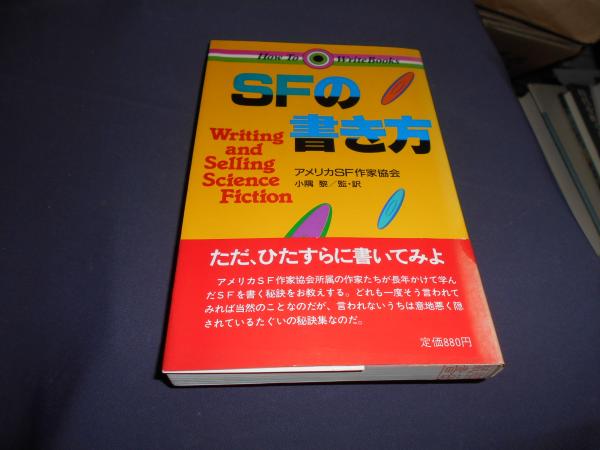 How To Write Books
SFの
書き方
Writing
and
Selling
Science
Fiction
アメリカSF作家協会
小隅 黎／監・訳
ただ、ひたすらに書いてみよ
アメリカSF作家協会所属の作家たちが長年かけて学ん
だSFを書く秘訣をお教えする。どれも一度そう言われて
みれば当然のことなのだが、言われないうちは意地悪く隠
されているたぐいの秘訣集なのだ。
定価880円